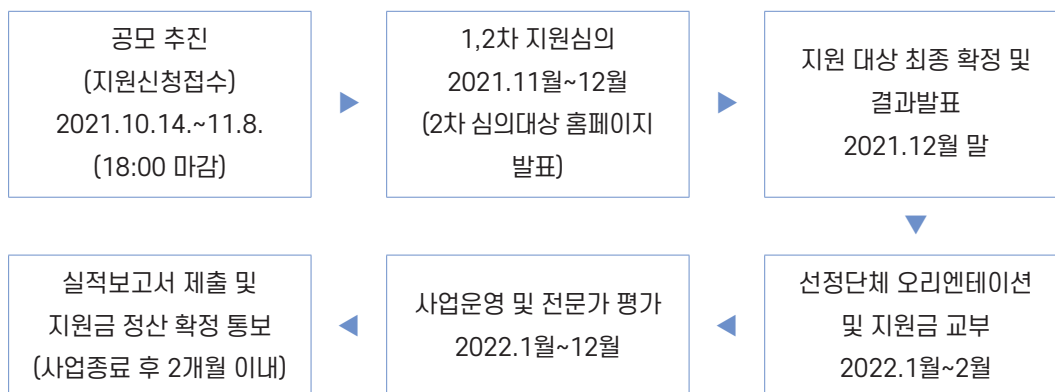 공모 추진
(지원신청접수)
2021.10.14.~11.8.
(18:00 마감)
1,2차 지원심의
2021.11월~12월
(2차 심의대상 홈페이지
발표)
지원 대상 최종 확정 및
결과발표
2021.12월 말
선정단체 오리엔테이션
및 지원금 교부
2022.1월~2월
사업운영 및 전문가 평가
2022.1월~12월
실적보고서 제출 및
지원금 정산 확정 통보
(사업종료 후 2개월 이내)